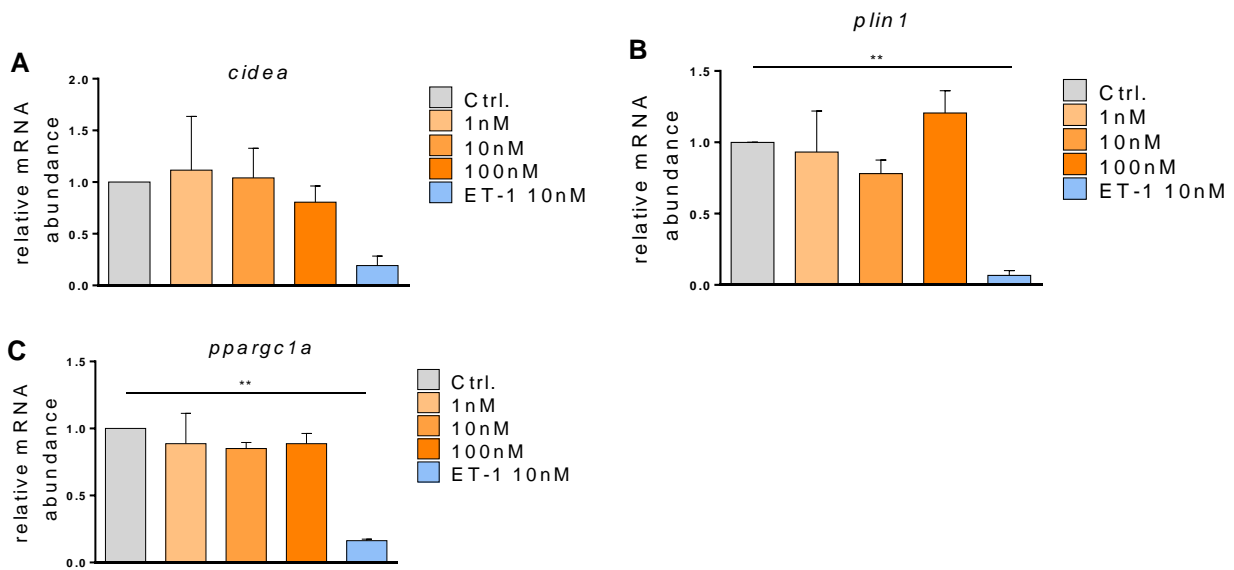 A
cidea
relative mRNA
abundance
2.0
1.5
1.0
0.5
0.0
Ctrl.
1nM
10nM
100nM
ET-1 10nM
B
plin1
**
relative mRNA
abundance
1.5
1.0
0.5
0.0
Ctrl.
1nM
10nM
100nM
ET-1 10nM
C
ppargc1a
**
relative mRNA
abundance
1.5
1.0
0.5
0.0
Ctrl.
1nM
10nM
100nM
ET-1 10nM